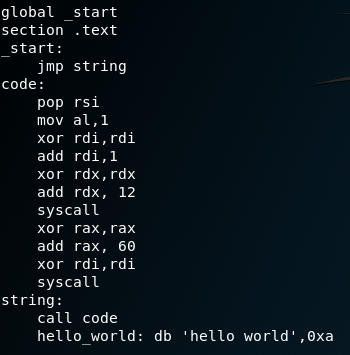 global _start
section .text
_start:
    jmp string
code:
    pop rsi
    mov al,1
    xor rdi,rdi
    add rdi,1
    xor rdx,rdx
    add rdx, 12
    syscall
    xor rax,rax
    add rax, 60
    xor rdi,rdi
    syscall
string:
    call code
    hello_world: db 'hello world',0xa